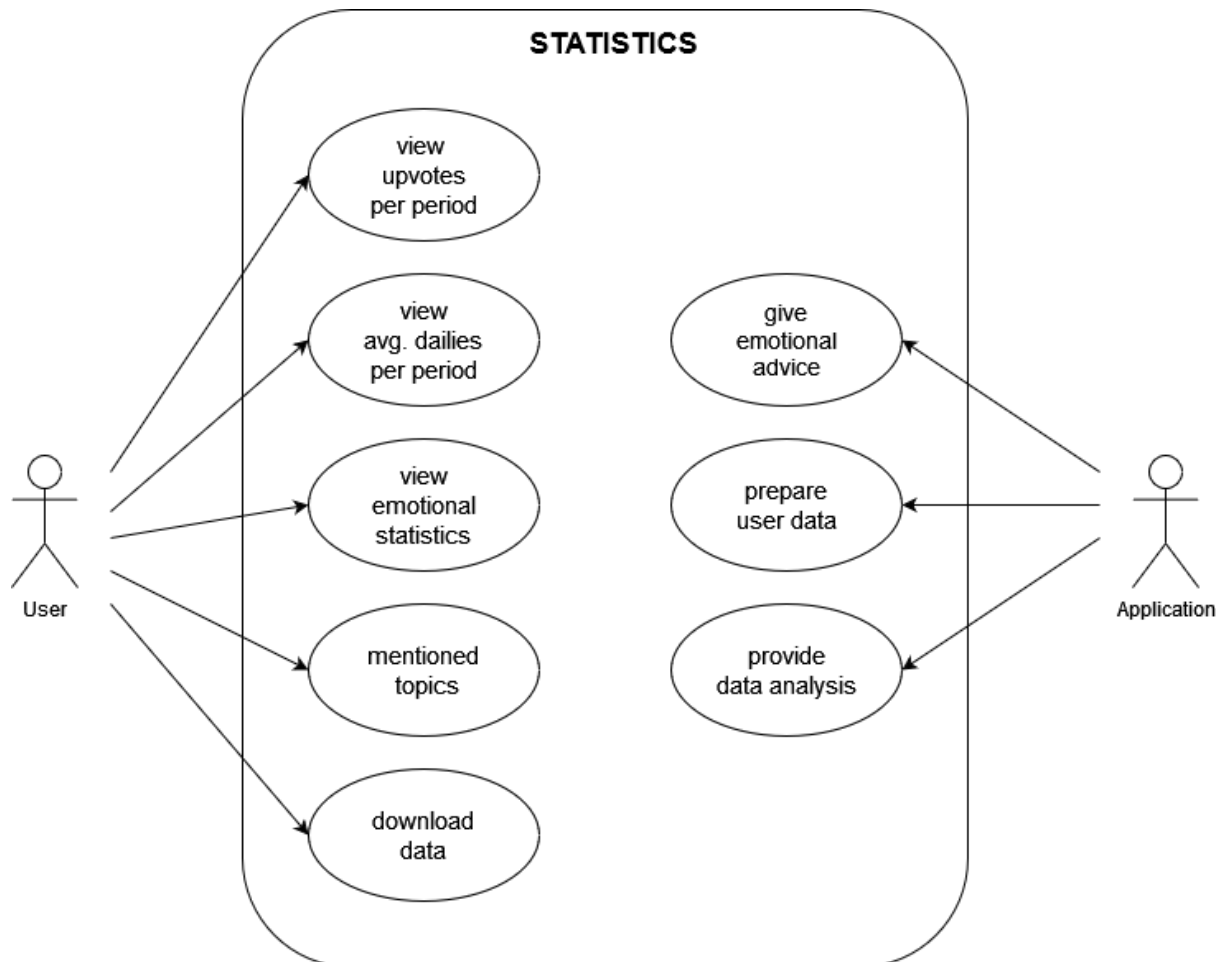 STATISTICS
view
upvotes
per period
view
avg. dailies
per period
give
emotional
advice
view
emotional
statistics
prepare
user data
User
Application
mentioned
topics
provide
data analysis
download
data